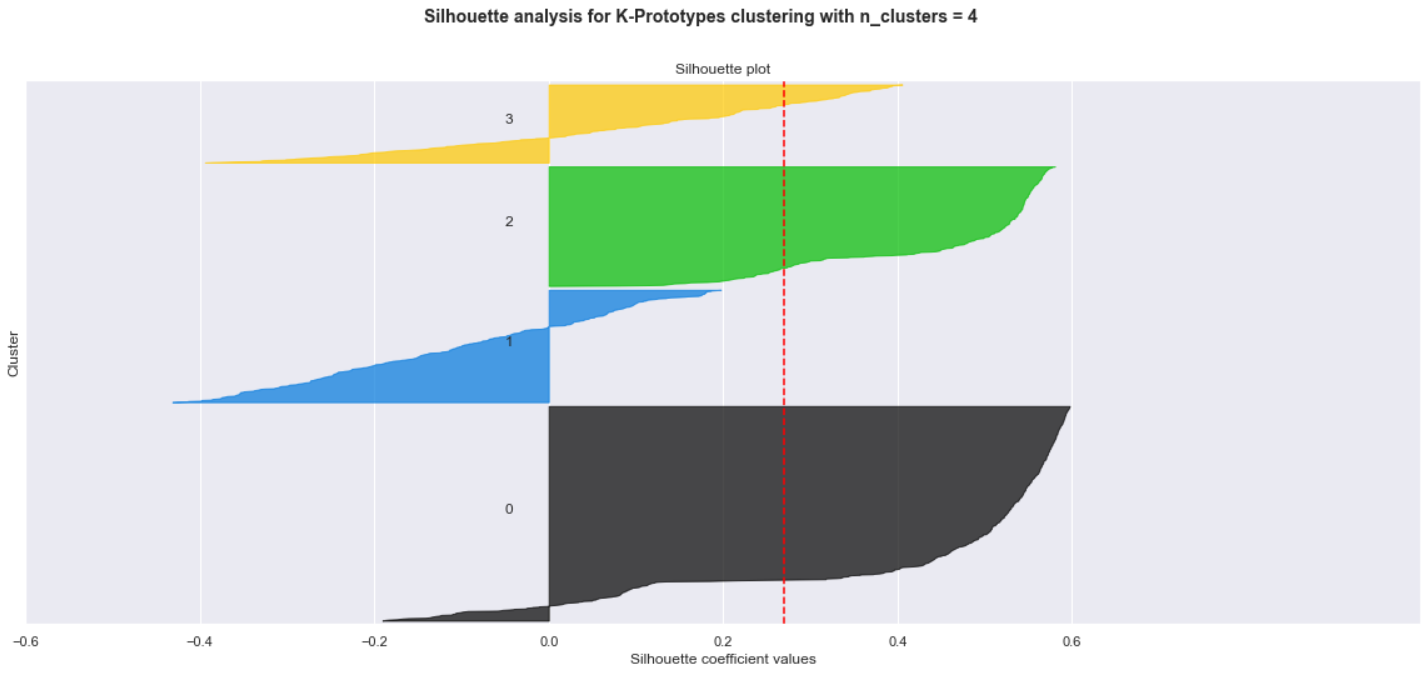 Silhouette analysis for K-Prototypes clustering with n_clusters = 4
Silhouette plot
3
2
1
0
Cluster
−0.6 −0.4 −0.2 0.0 0.2 0.4 0.6
Silhouette coefficient values